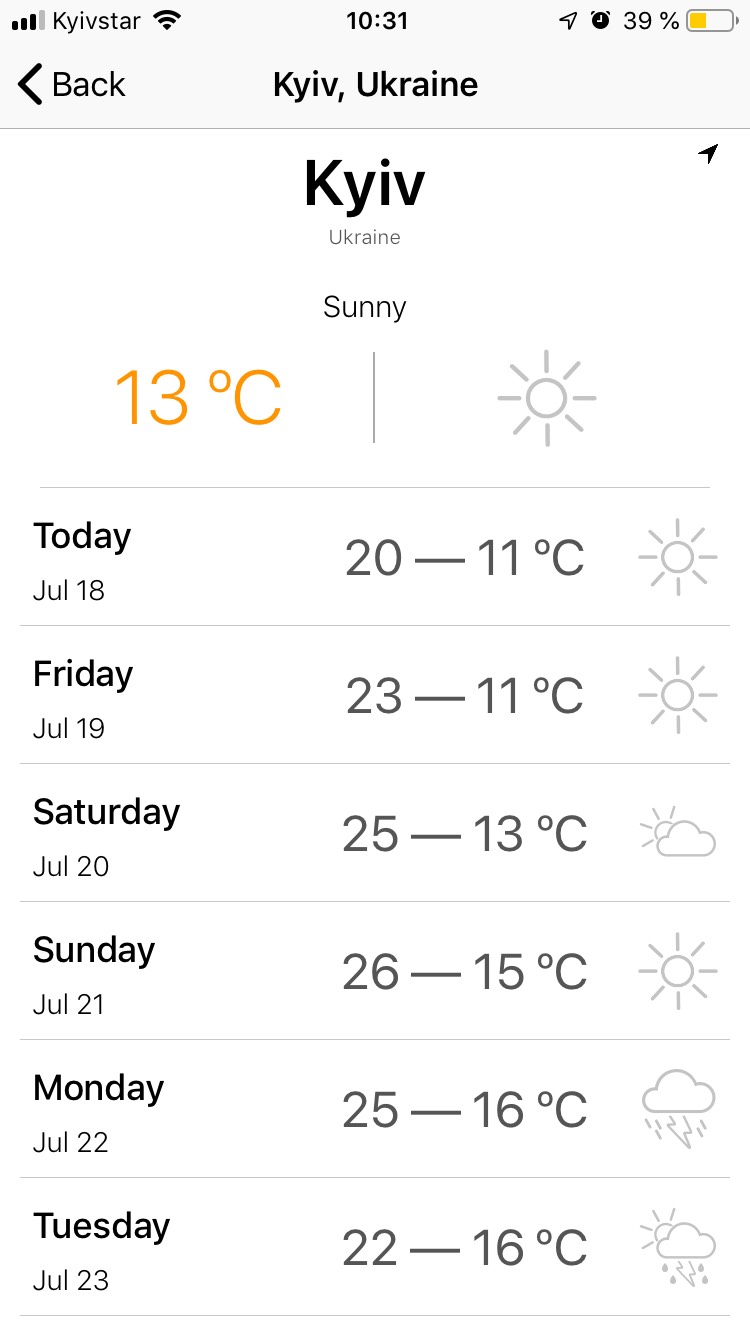 Kyivstar 10:31 39 %
Back Kyiv, Ukraine
Kyiv
Ukraine
Sunny
13 °C
Today
20 — 11 °C
Jul 18
Friday
23 — 11 °C
Jul 19
Saturday
25 — 13 °C
Jul 20
Sunday
26 — 15 °C
Jul 21
Monday
25 — 16 °C
Jul 22
Tuesday
22 — 16 °C
Jul 23